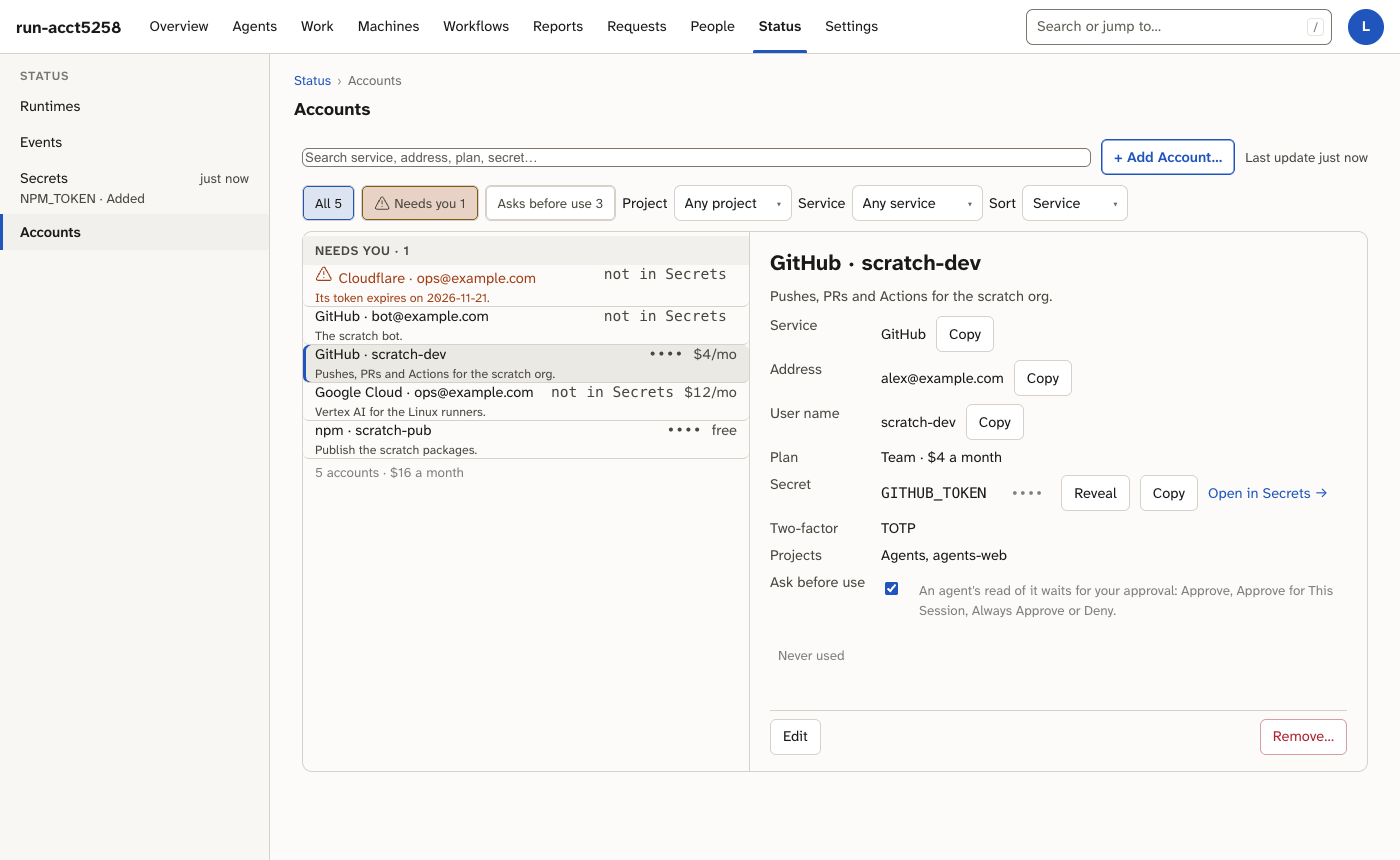 run-acct5258 Overview Agents Work Machines Workflows Reports Requests People Status Settings Search or jump to... / L
STATUS
Runtimes
Events
Secrets just now
NPM_TOKEN · Added
Accounts
Status › Accounts
Accounts
Search service, address, plan, secret... + Add Account... Last update just now
All 5 Needs you 1 Asks before use 3 Project Any project Service Any service Sort Service
NEEDS YOU · 1
Cloudflare · ops@example.com not in Secrets
Its token expires on 2026-11-21.
GitHub · bot@example.com not in Secrets
The scratch bot.
GitHub · scratch-dev •••• $4/mo
Pushes, PRs and Actions for the scratch org.
Google Cloud · ops@example.com not in Secrets $12/mo
Vertex AI for the Linux runners.
npm · scratch-pub •••• free
Publish the scratch packages.
5 accounts · $16 a month
GitHub · scratch-dev
Pushes, PRs and Actions for the scratch org.
Service GitHub Copy
Address alex@example.com Copy
User name scratch-dev Copy
Plan Team · $4 a month
Secret GITHUB_TOKEN •••• Reveal Copy Open in Secrets →
Two-factor TOTP
Projects Agents, agents-web
Ask before use An agent's read of it waits for your approval: Approve, Approve for This
Session, Always Approve or Deny.
Never used
Edit Remove...